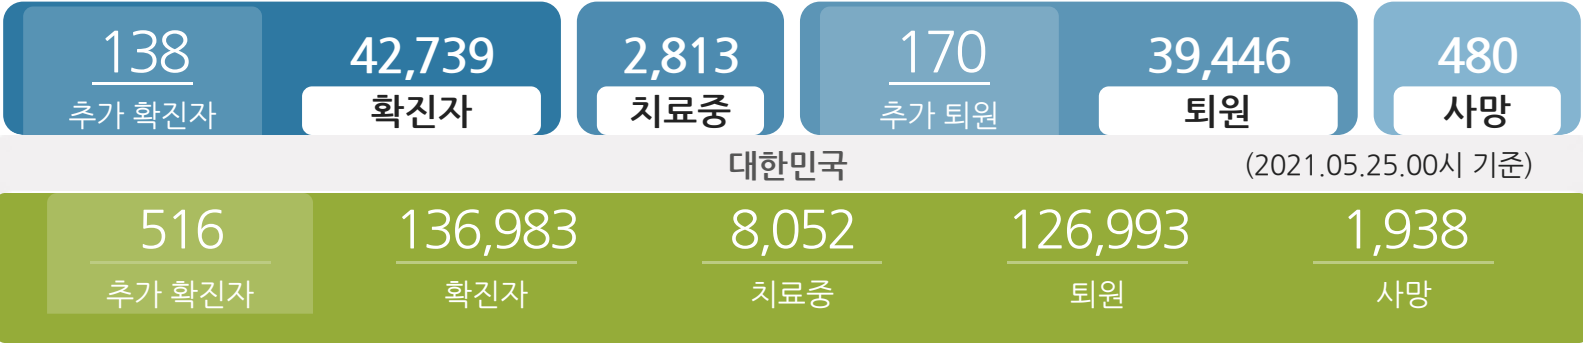 138 42,739 2,813 170 39,446 480
추가 확진자 확진자 치료중 추가 퇴원 퇴원 사망
대한민국 (2021.05.25.00시 기준)
516 136,983 8,052 126,993 1,938
추가 확진자 확진자 치료중 퇴원 사망